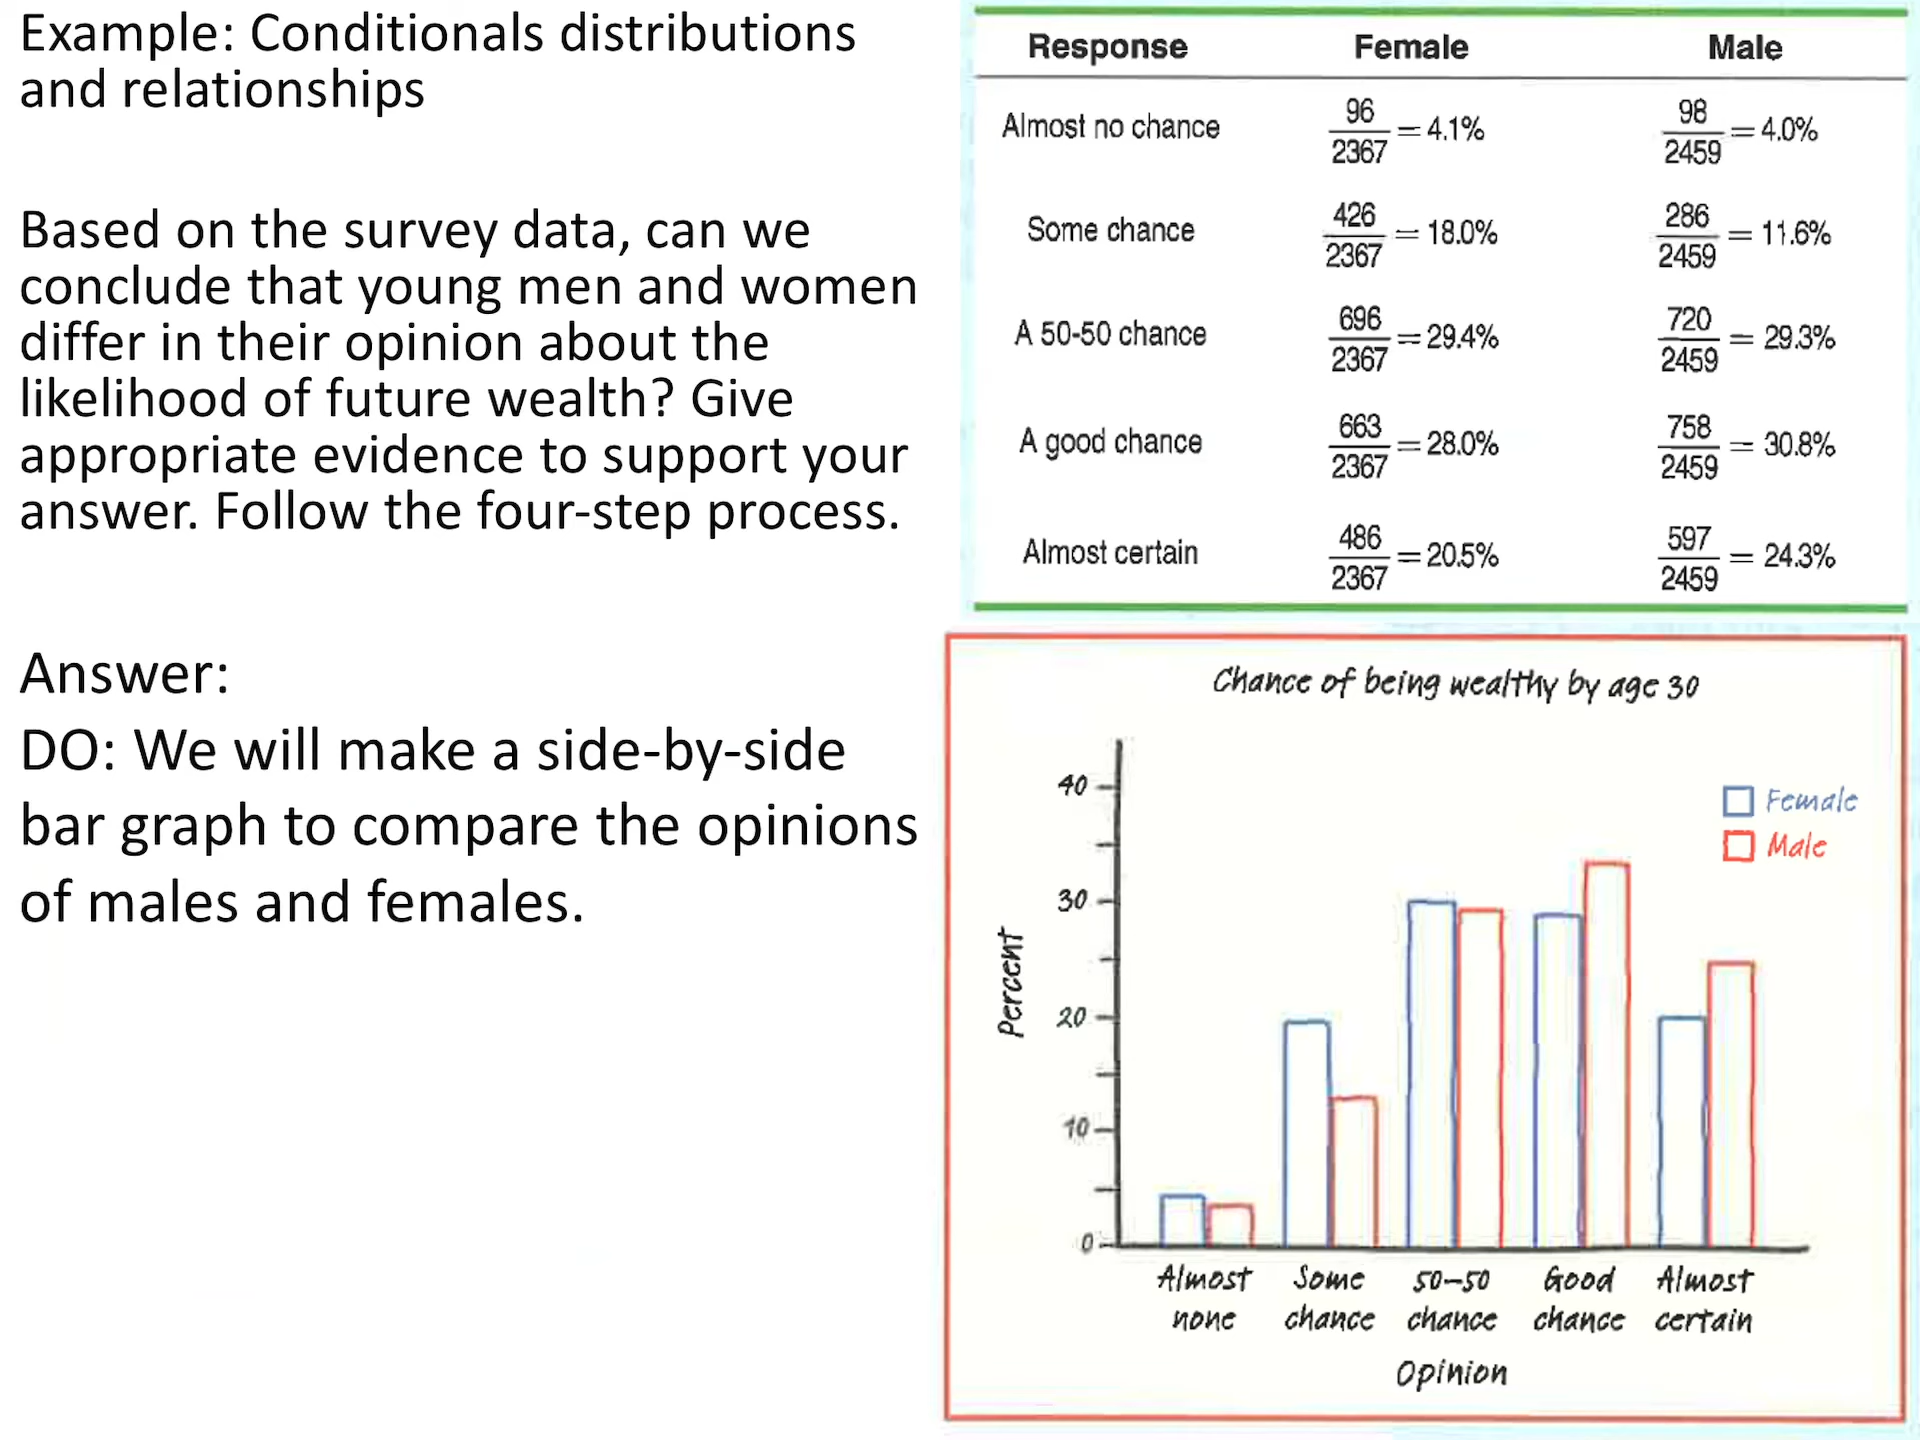 Example: Conditionals distributions
and relationships
Based on the survey data, can we
conclude that young men and women
differ in their opinion about the
likelihood of future wealth? Give
appropriate evidence to support your
answer. Follow the four-step process.
Answer:
DO: We will make a side-by-side
bar graph to compare the opinions
of males and females.
Response Female Male
Almost no chance 96/2367 = 4.1% 98/2459 = 4.0%
Some chance 426/2367 = 18.0% 286/2459 = 11.6%
A 50-50 chance 696/2367 = 29.4% 720/2459 = 29.3%
A good chance 663/2367 = 28.0% 758/2459 = 30.8%
Almost certain 486/2367 = 20.5% 597/2459 = 24.3%
Chance of being wealthy by age 30
40
30
20
10
0
Percent
Female
Male
Almost none
Some chance
50-50 chance
Good chance
Almost certain
Opinion